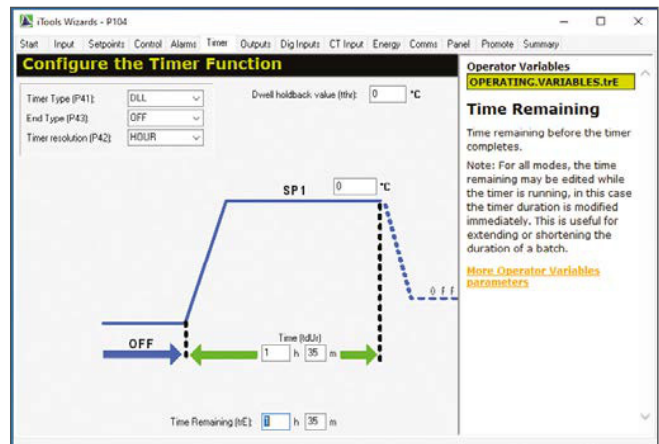 iTools Wizards - P104
Start Input Setpoints Control Alarms Timer Outputs Dig Inputs CT Input Energy Comms Panel Promote Summary
Configure the Timer Function
Timer Type (P41): DLL
End Type (P43): OFF
Timer resolution (P42): HOUR
Dwell holdback value (tthr): 0 °C
SP1 0 °C
OFF
OFF
Time (tdUr)
1 h 35 m
Time Remaining (trE): 1 h 35 m
Operator Variables
OPERATING.VARIABLES.trE
Time Remaining
Time remaining before the timer
completes.
Note: For all modes, the time
remaining may be edited while
the timer is running, in this case
the timer duration is modified
immediately. This is useful for
extending or shortening the
duration of a batch.
More Operator Variables
parameters